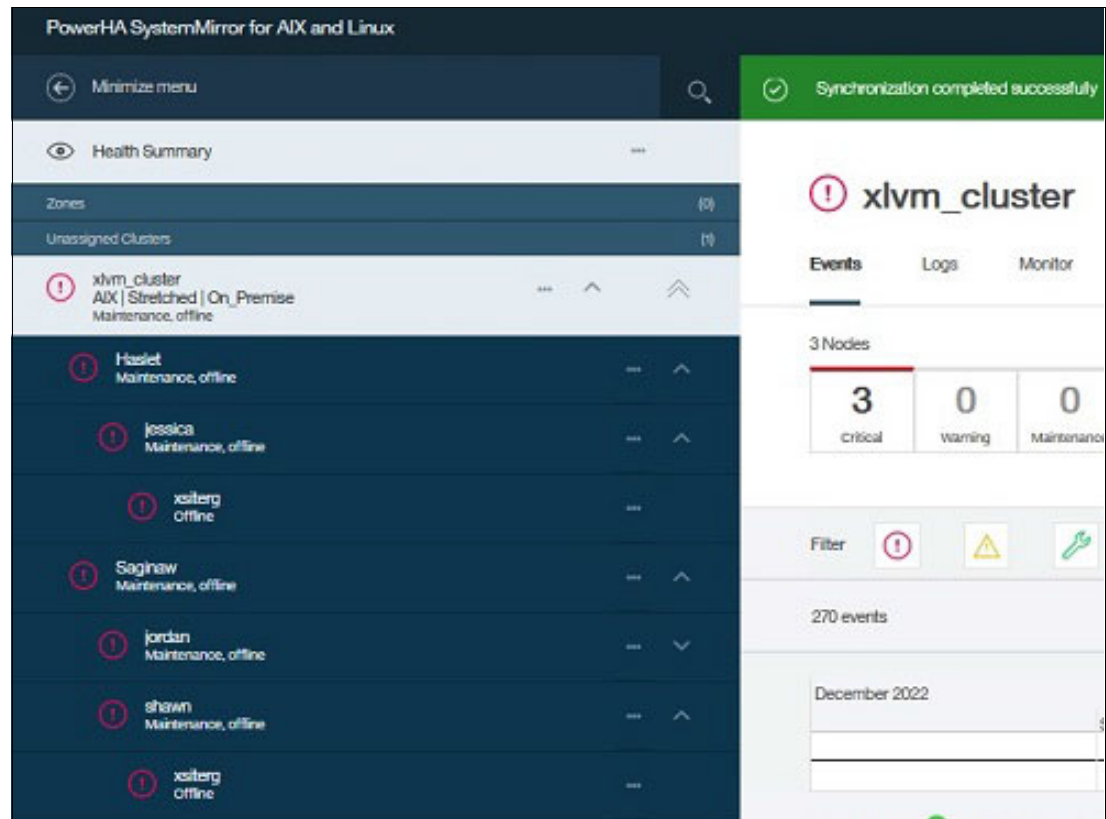 PowerHA SystemMirror for AIX and Linux
Minimize menu
Synchronization completed successfully
Health Summary
Zones (0)
Unassigned Clusters (1)
xlvm_cluster
AIX | Stretched | On_Premise
Maintenance, offline
Haslet
Maintenance, offline
jessica
Maintenance, offline
xsiterg
Offline
Saginaw
Maintenance, offline
jordan
Maintenance, offline
shawn
Maintenance, offline
xsiterg
Offline
xlvm_cluster
Events Logs Monitor
3 Nodes
3 0 0
Critical Warning Maintenance
Filter
270 events
December 2022